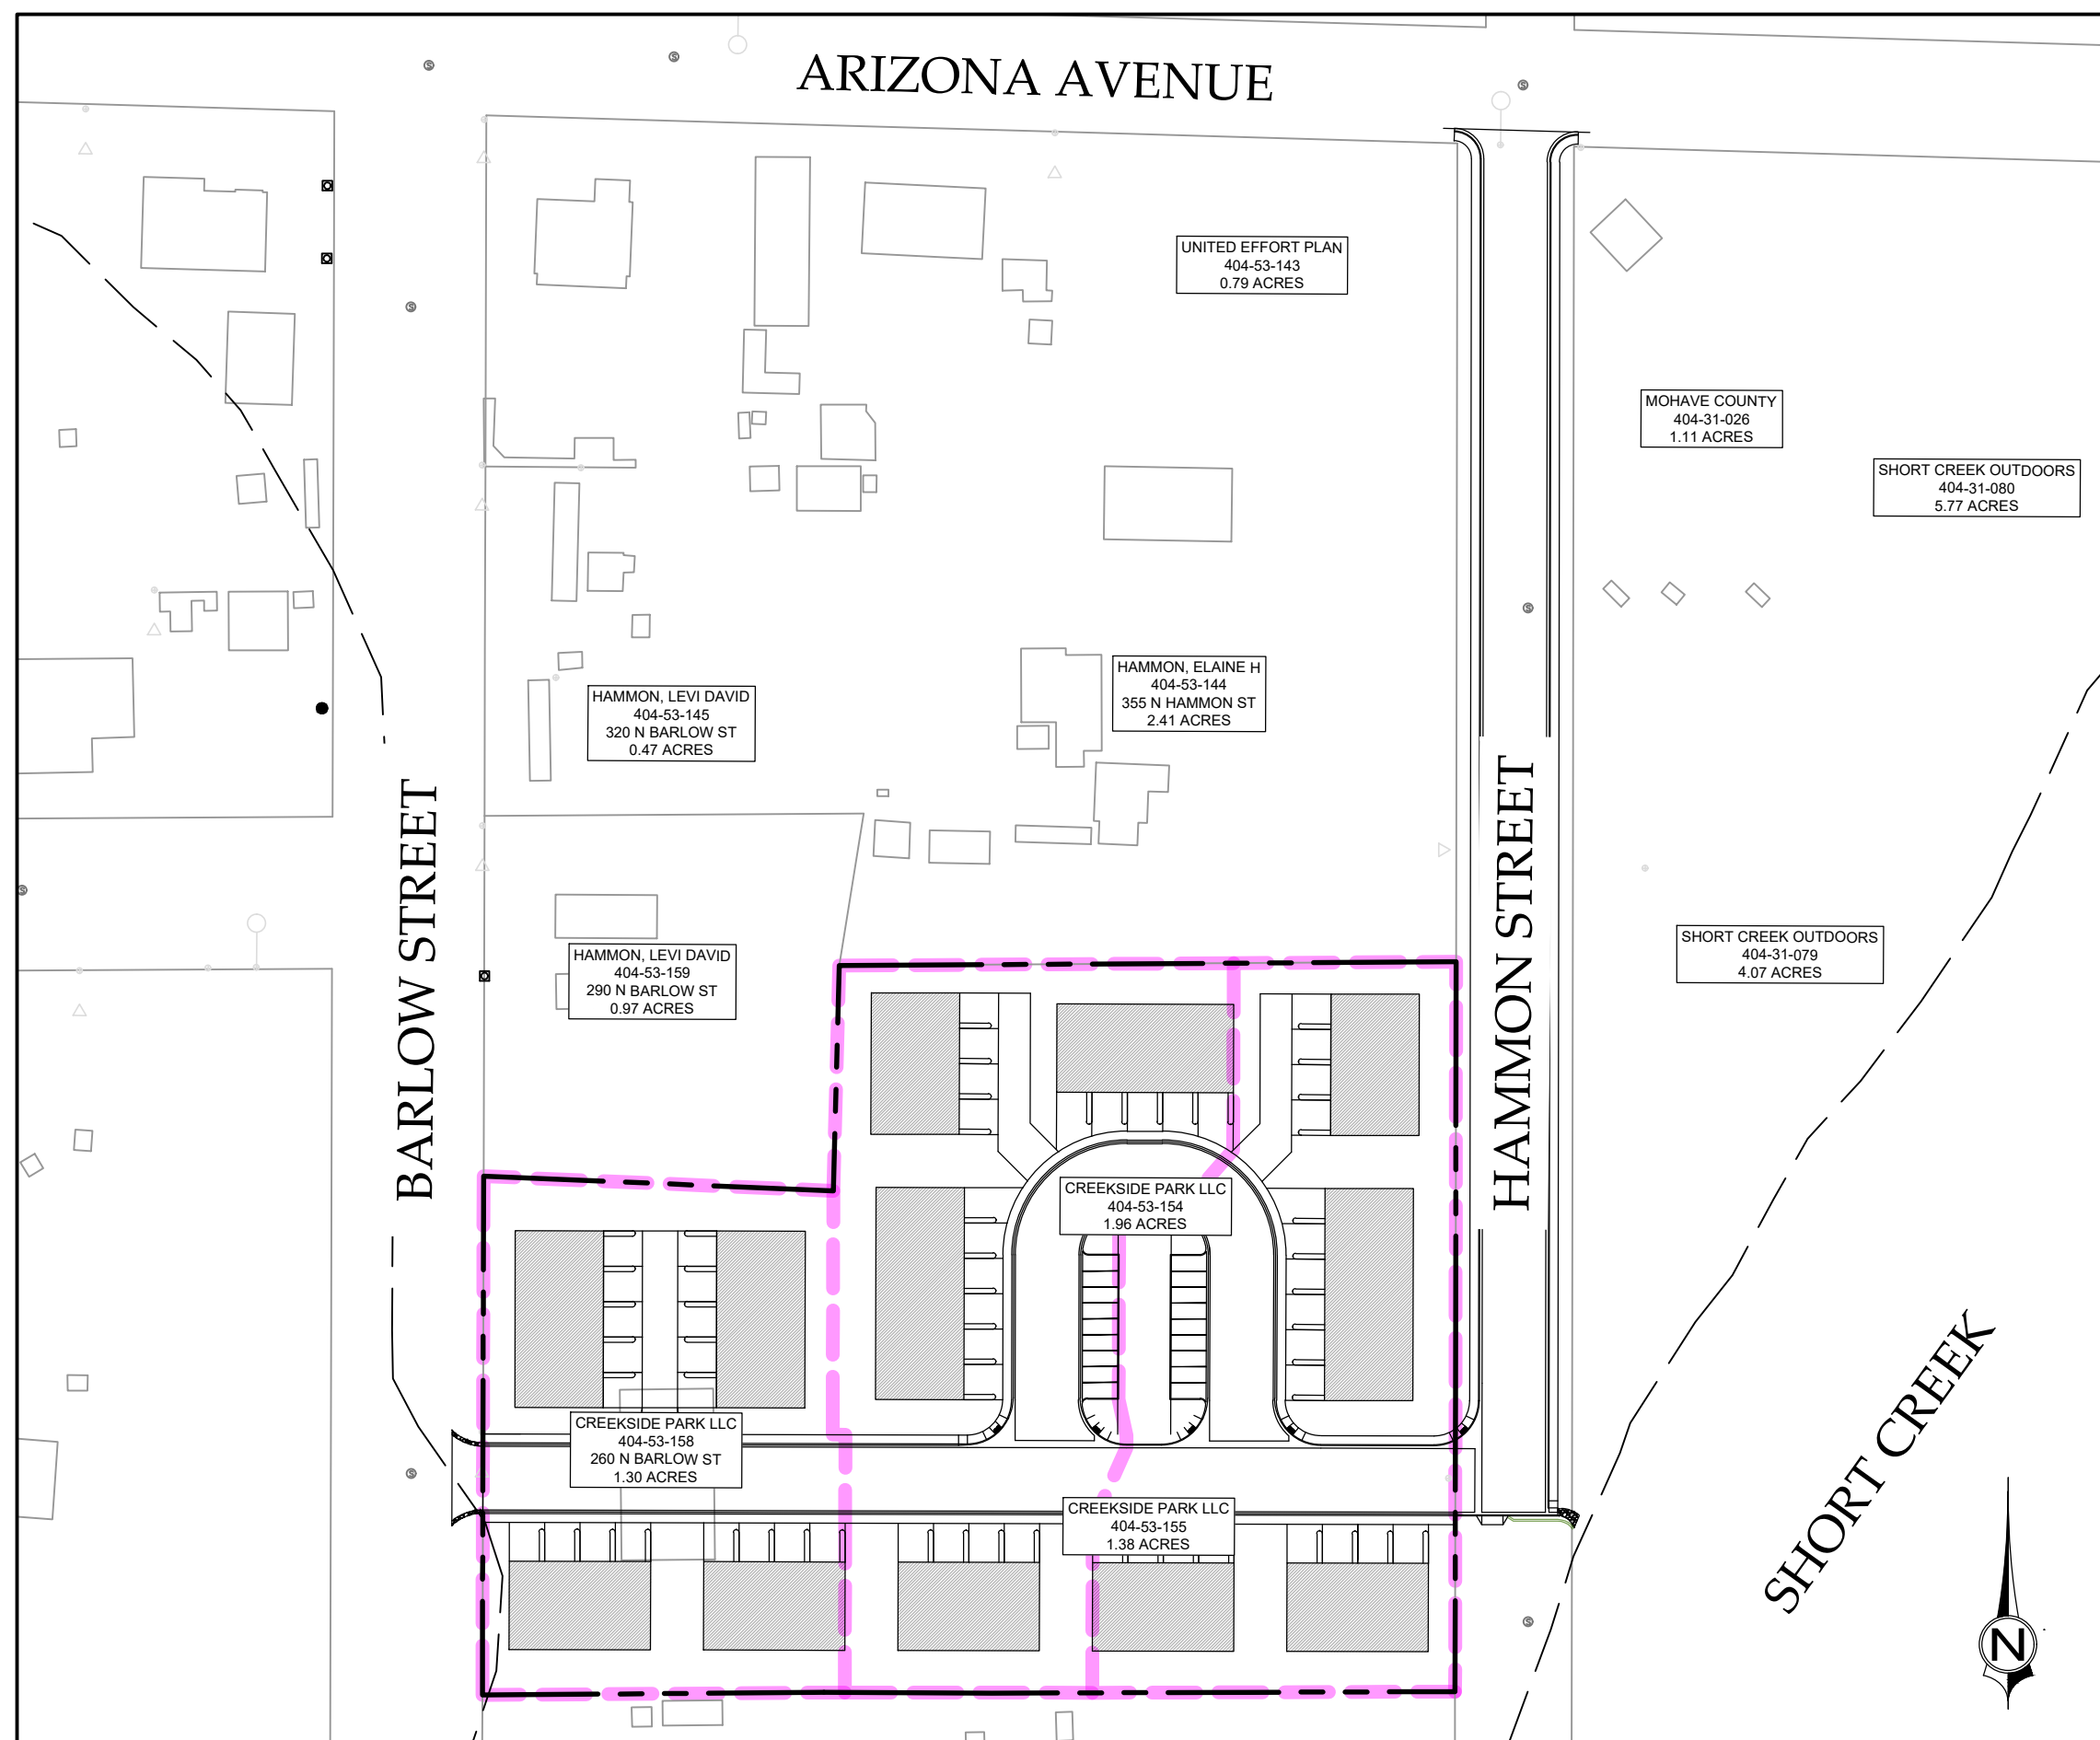 ARIZONA AVENUE
UNITED EFFORT PLAN
404-53-143
0.79 ACRES
MOHAVE COUNTY
404-31-026
1.11 ACRES
SHORT CREEK OUTDOORS
404-31-080
5.77 ACRES
HAMMON, LEVI DAVID
404-53-145
320 N BARLOW ST
0.47 ACRES
HAMMON, ELAINE H
404-53-144
355 N HAMMON ST
2.41 ACRES
BARLOW STREET
HAMMON STREET
HAMMON, LEVI DAVID
404-53-159
290 N BARLOW ST
0.97 ACRES
SHORT CREEK OUTDOORS
404-31-079
4.07 ACRES
CREEKSIDE PARK LLC
404-53-154
1.96 ACRES
CREEKSIDE PARK LLC
404-53-158
260 N BARLOW ST
1.30 ACRES
CREEKSIDE PARK LLC
404-53-155
1.38 ACRES
SHORT CREEK
N